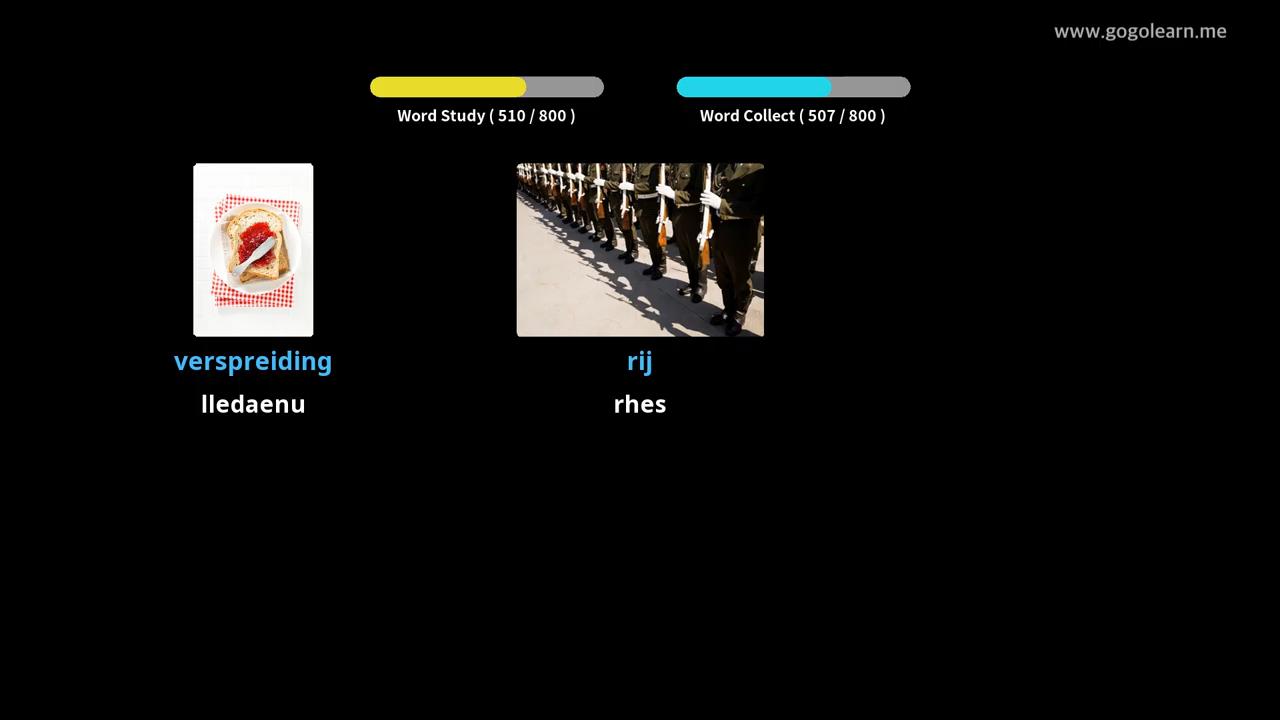 www.gogolearn.me
Word Study ( 510 / 800 )
Word Collect ( 507 / 800 )
verspreiding
lledaenu
rij
rhes